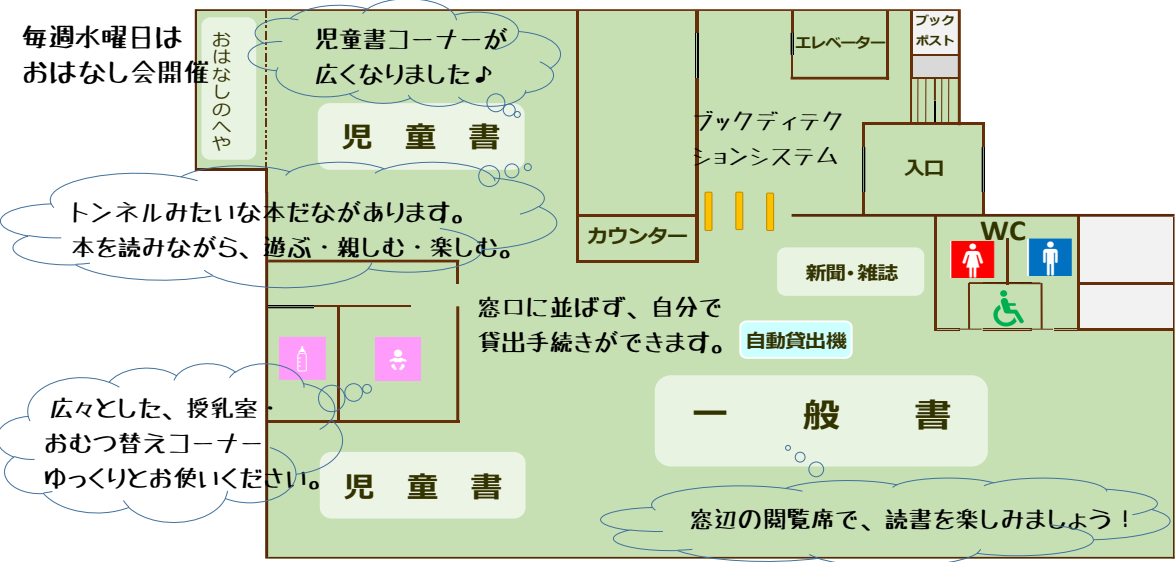 毎週水曜日は
おはなし会開催
おはなしのへや
児童書コーナーが
広くなりました♪
児童書
エレベーター
ブック
ポスト
ブックディテク
ションシステム
入口
トンネルみたいな本だながあります。
本を読みながら、遊ぶ・親しむ・楽しむ。
カウンター
WC
新聞・雑誌
窓口に並ばず、自分で
貸出手続きができます。
自動貸出機
広々とした、授乳室・
おむつ替えコーナー
ゆっくりとお使いください。
一般書
児童書
窓辺の閲覧席で、読書を楽しみましょう！